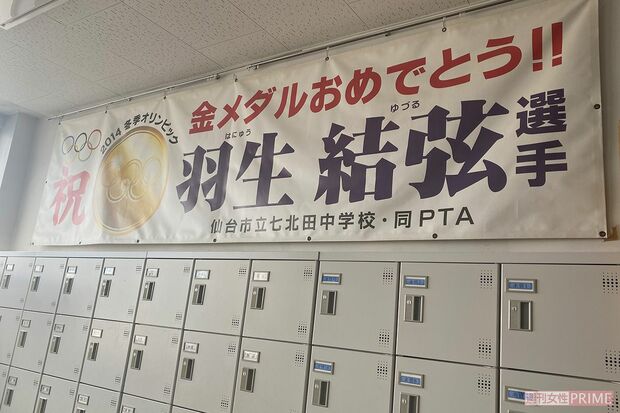 祝
2014 冬季オリンピック
金メダルおめでとう!!
はにゅう ゆづる
羽生 結弦 選手
仙台市立七北田中学校・同PTA
週刊女性PRIME